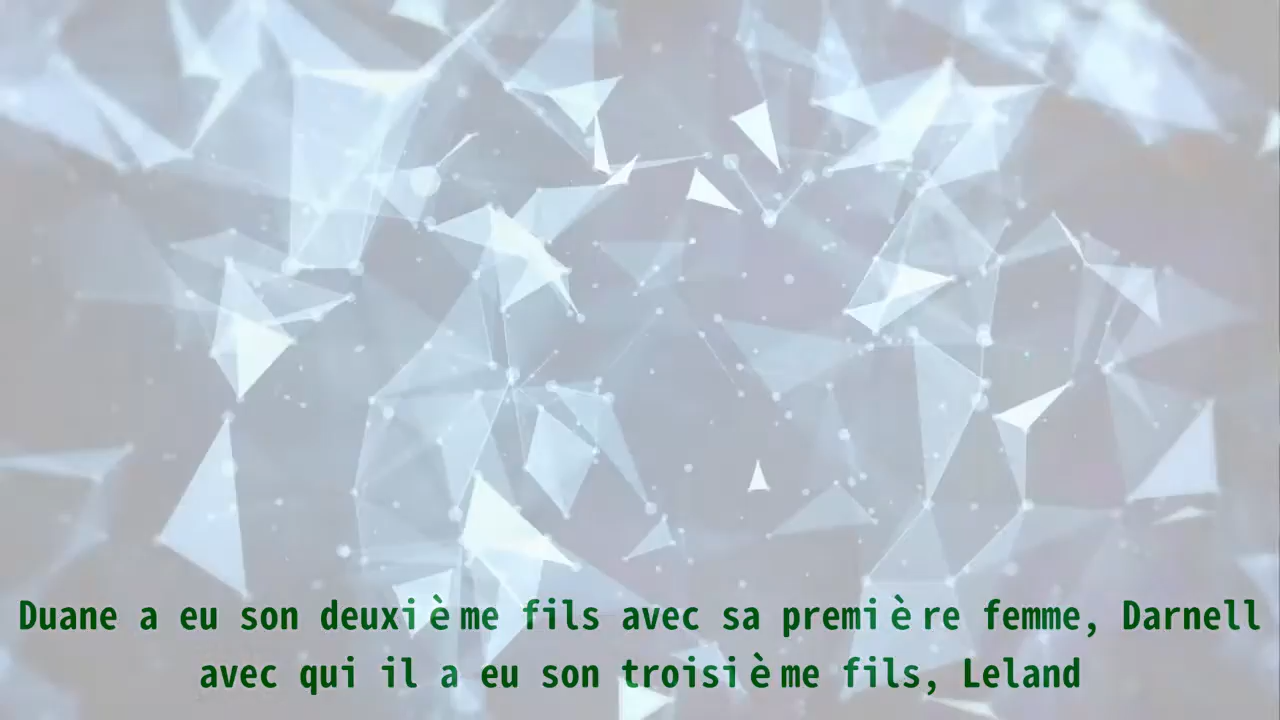 Duane a eu son deuxième fils avec sa première femme, Darnell
avec qui il a eu son troisième fils, Leland